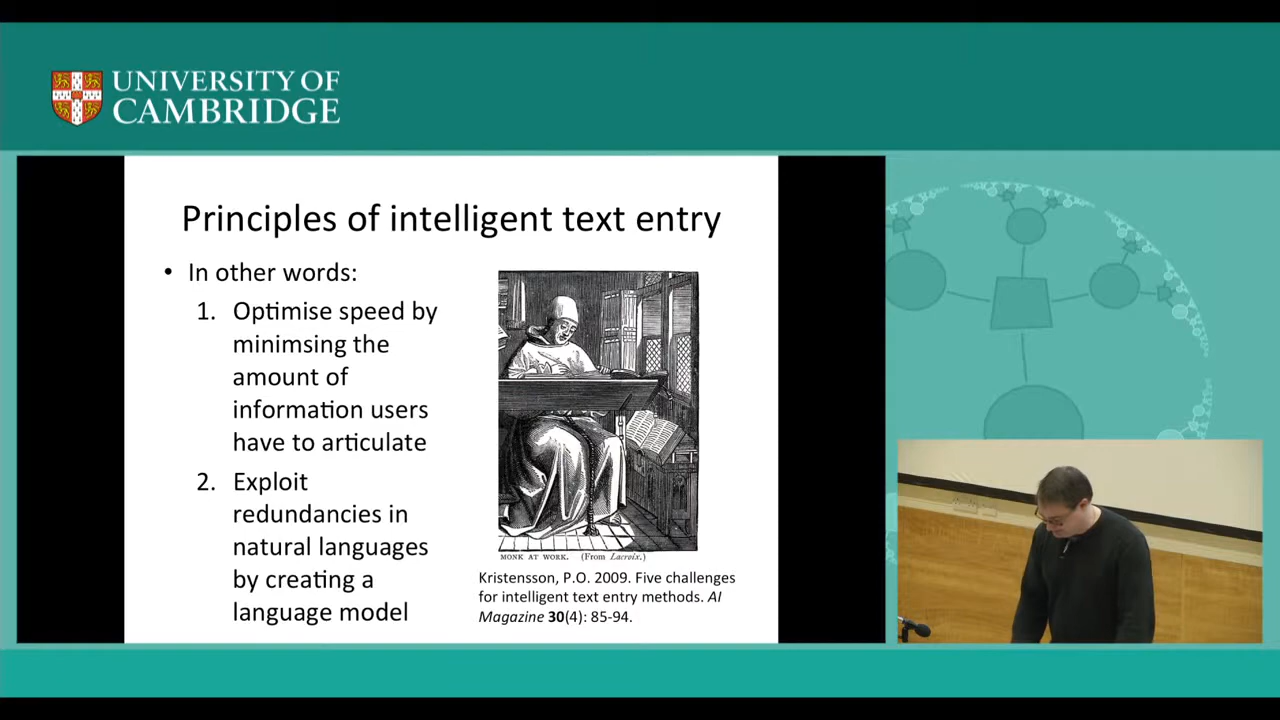 UNIVERSITY OF
CAMBRIDGE
Principles of intelligent text entry
• In other words:
1. Optimise speed by
minimsing the
amount of
information users
have to articulate
2. Exploit
redundancies in
natural languages
by creating a
language model
MONK AT WORK. (From Lacroix.)
Kristensson, P.O. 2009. Five challenges
for intelligent text entry methods. AI
Magazine 30(4): 85-94.